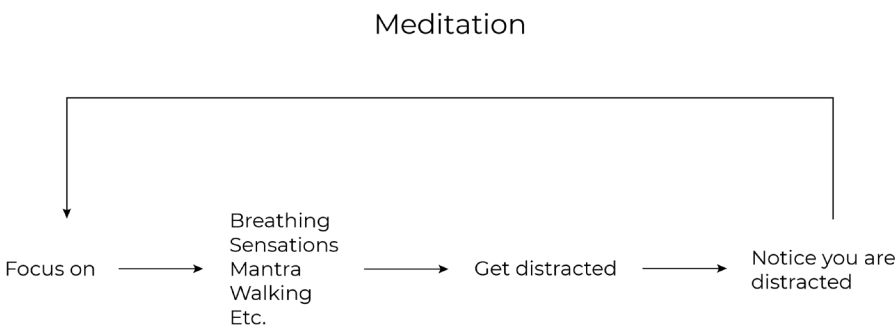 Meditation
Focus on
Breathing
Sensations
Mantra
Walking
Etc.
Get distracted
Notice you are
distracted